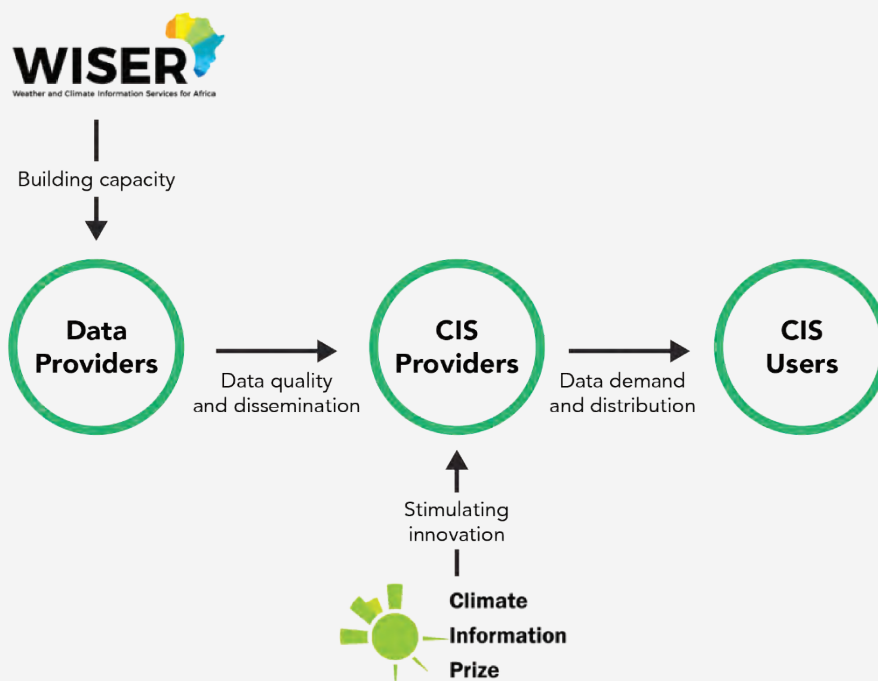 WISER
Weather and Climate Information Services for Africa
Building capacity
Data
Providers
Data quality
and dissemination
CIS
Providers
Data demand
and distribution
CIS
Users
Stimulating
innovation
Climate
Information
Prize